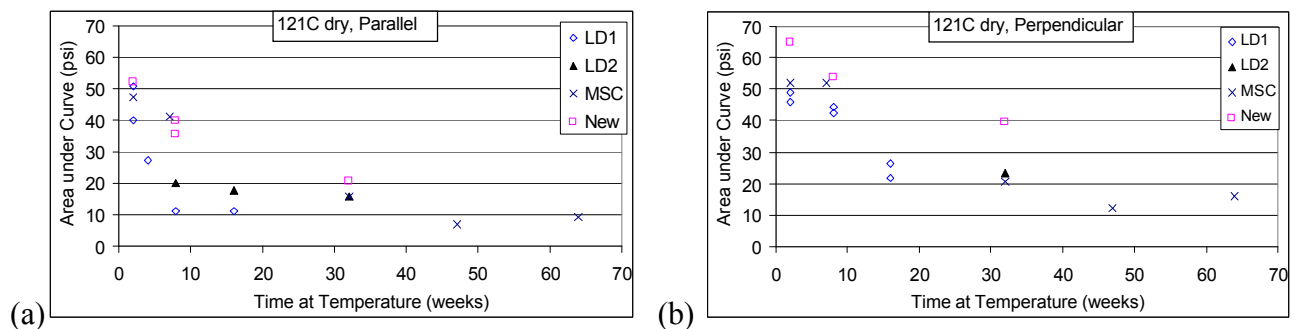 121C dry, Parallel
Area under Curve (psi)
70
60
50
40
30
20
10
0
0 10 20 30 40 50 60 70
Time at Temperature (weeks)
LD1
LD2
MSC
New
(a)
121C dry, Perpendicular
Area under Curve (psi)
70
60
50
40
30
20
10
0
0 10 20 30 40 50 60 70
Time at Temperature (weeks)
LD1
LD2
MSC
New
(b)